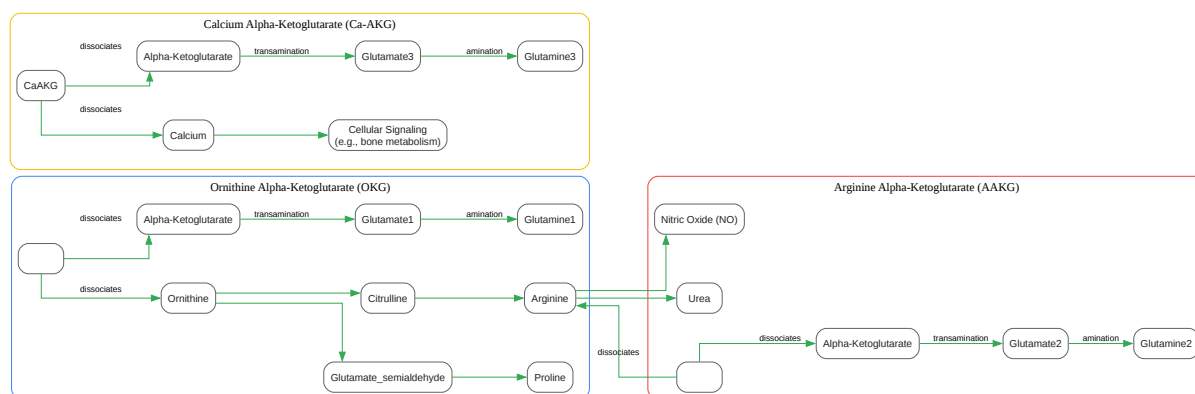 Calcium Alpha-Ketoglutarate (Ca-AKG)
dissociates
Alpha-Ketoglutarate
transamination
Glutamate3
amination
Glutamine3
CaAKG
dissociates
Calcium
Cellular Signaling
(e.g., bone metabolism)
Ornithine Alpha-Ketoglutarate (OKG)
dissociates
Alpha-Ketoglutarate
transamination
Glutamate1
amination
Glutamine1
dissociates
Ornithine
Citrulline
Arginine
Glutamate_semialdehyde
Proline
Arginine Alpha-Ketoglutarate (AAKG)
Nitric Oxide (NO)
Urea
dissociates
dissociates
Alpha-Ketoglutarate
transamination
Glutamate2
amination
Glutamine2